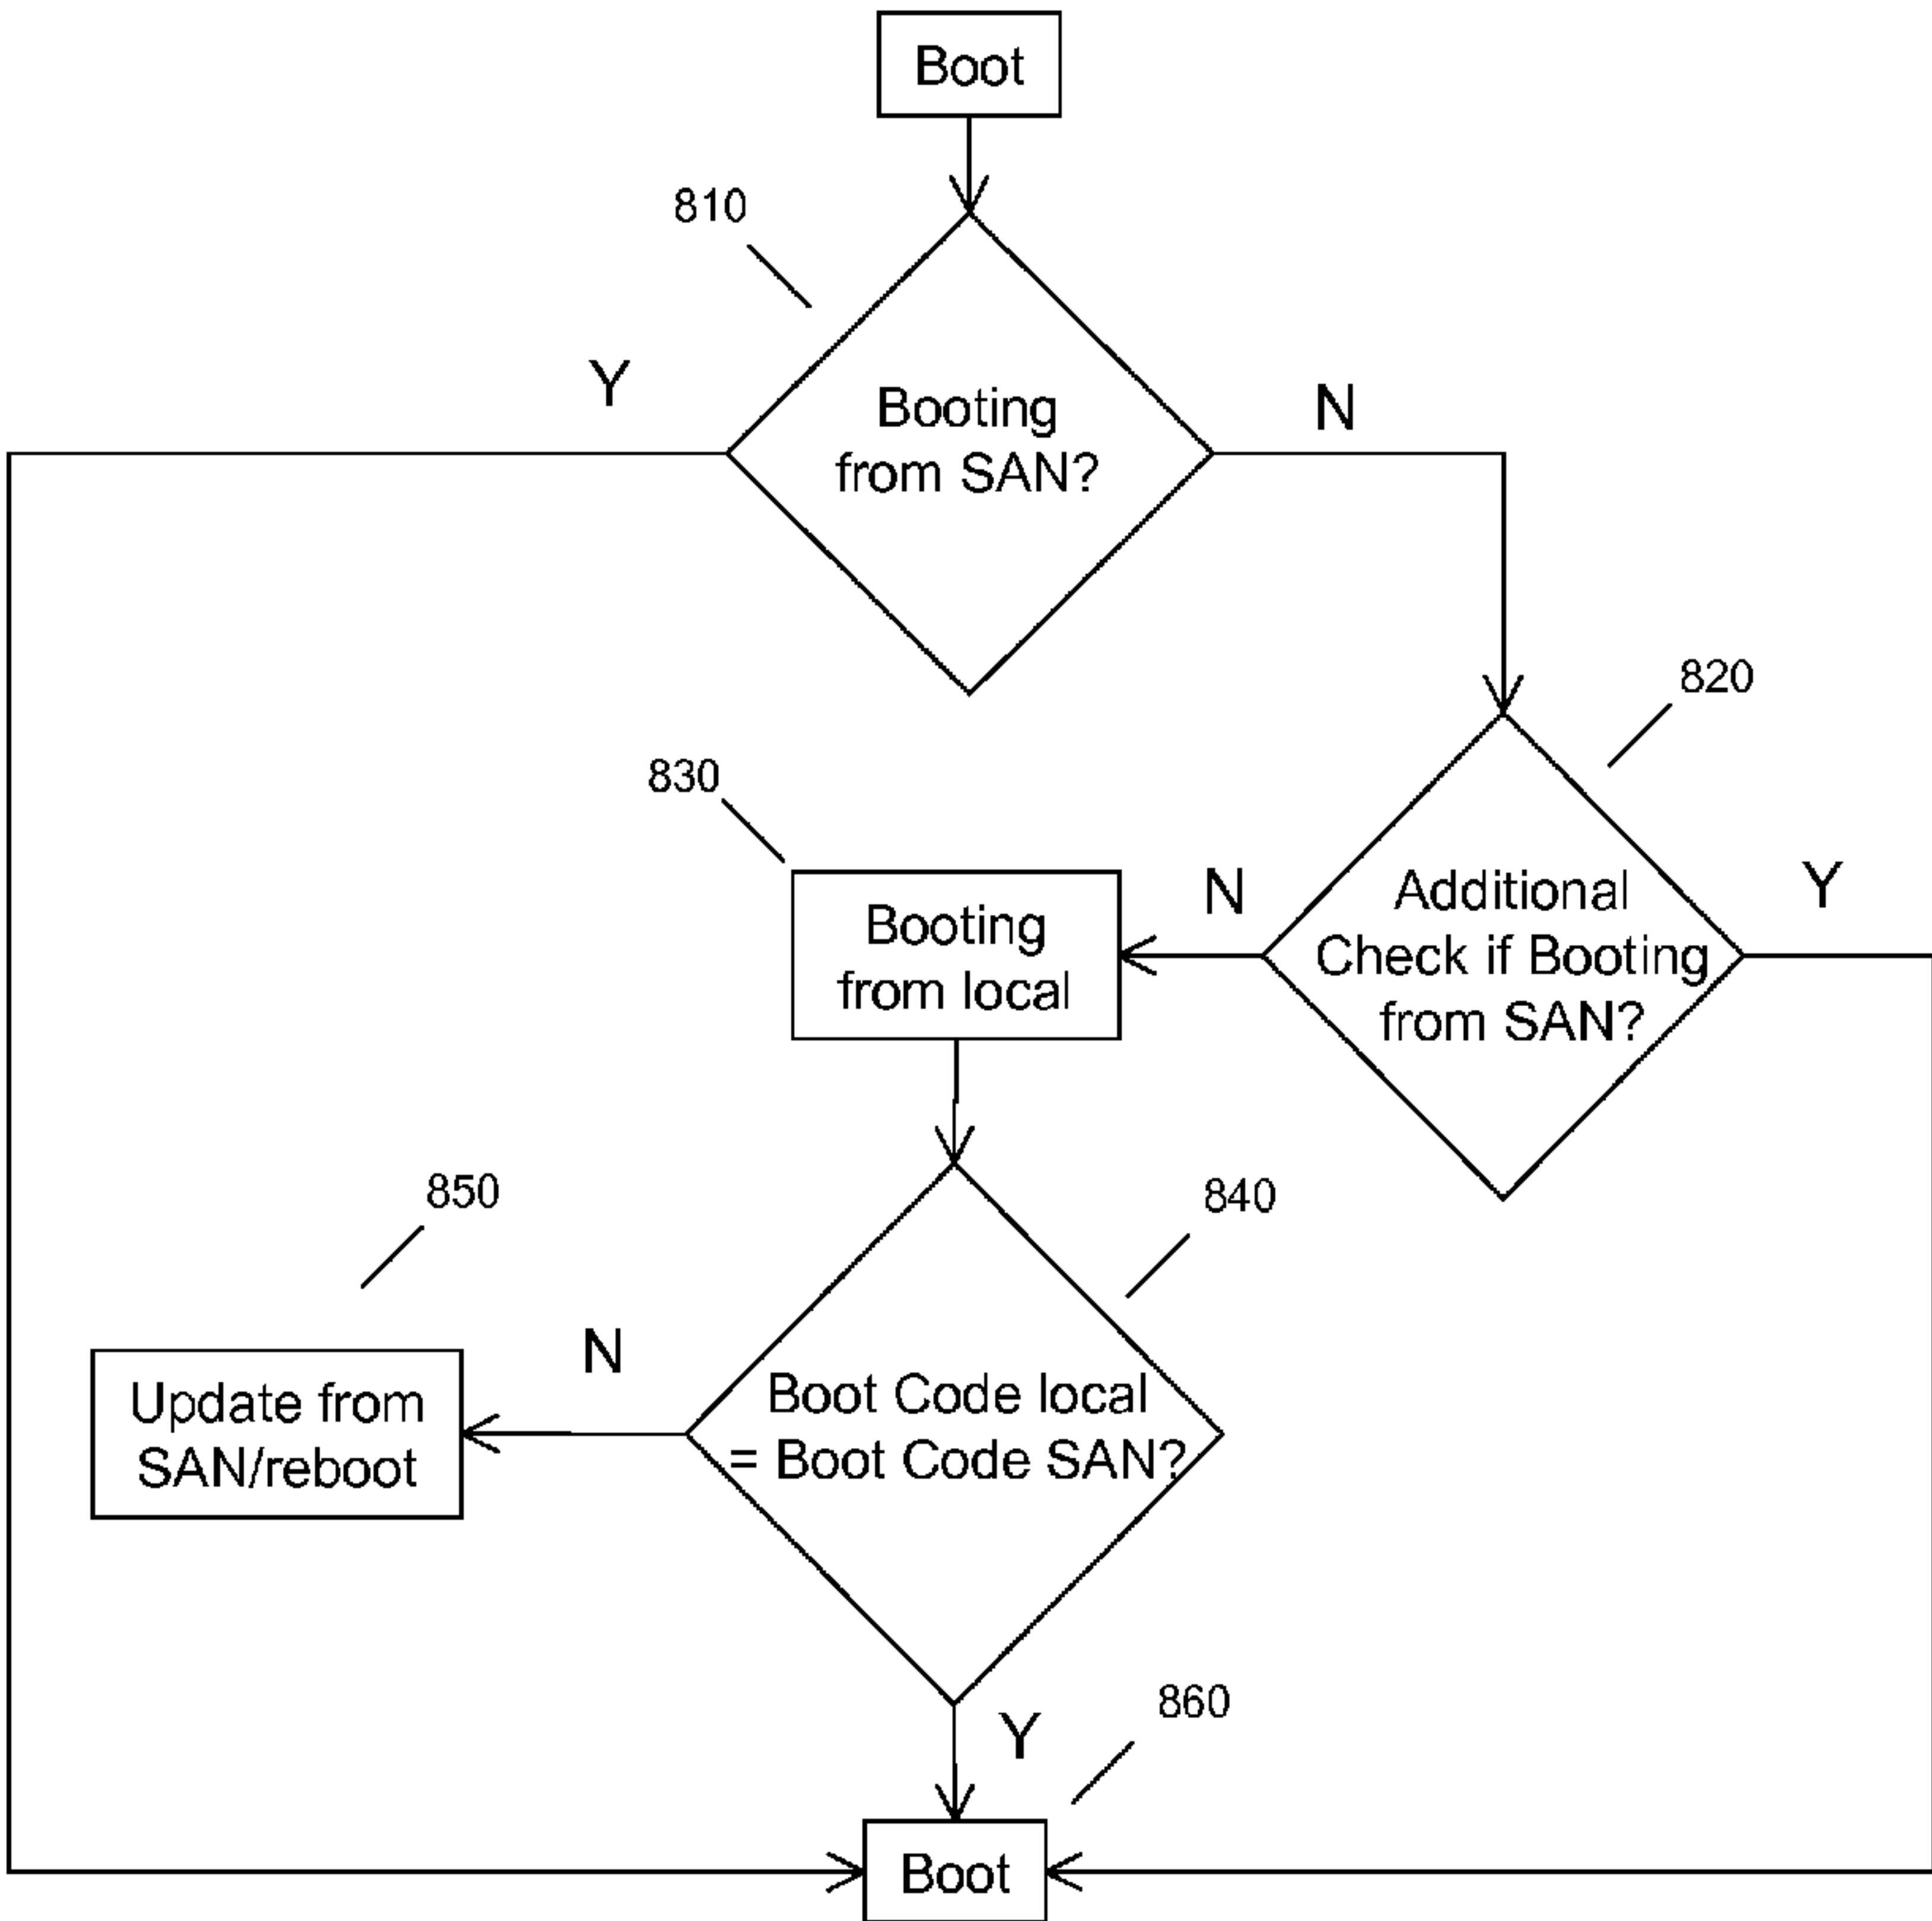 Boot
810
Y
N
Booting
from SAN?
820
830
N
Y
Booting
from local
Additional
Check if Booting
from SAN?
850
840
N
Update from
SAN/reboot
Boot Code local
= Boot Code SAN?
860
Y
Boot